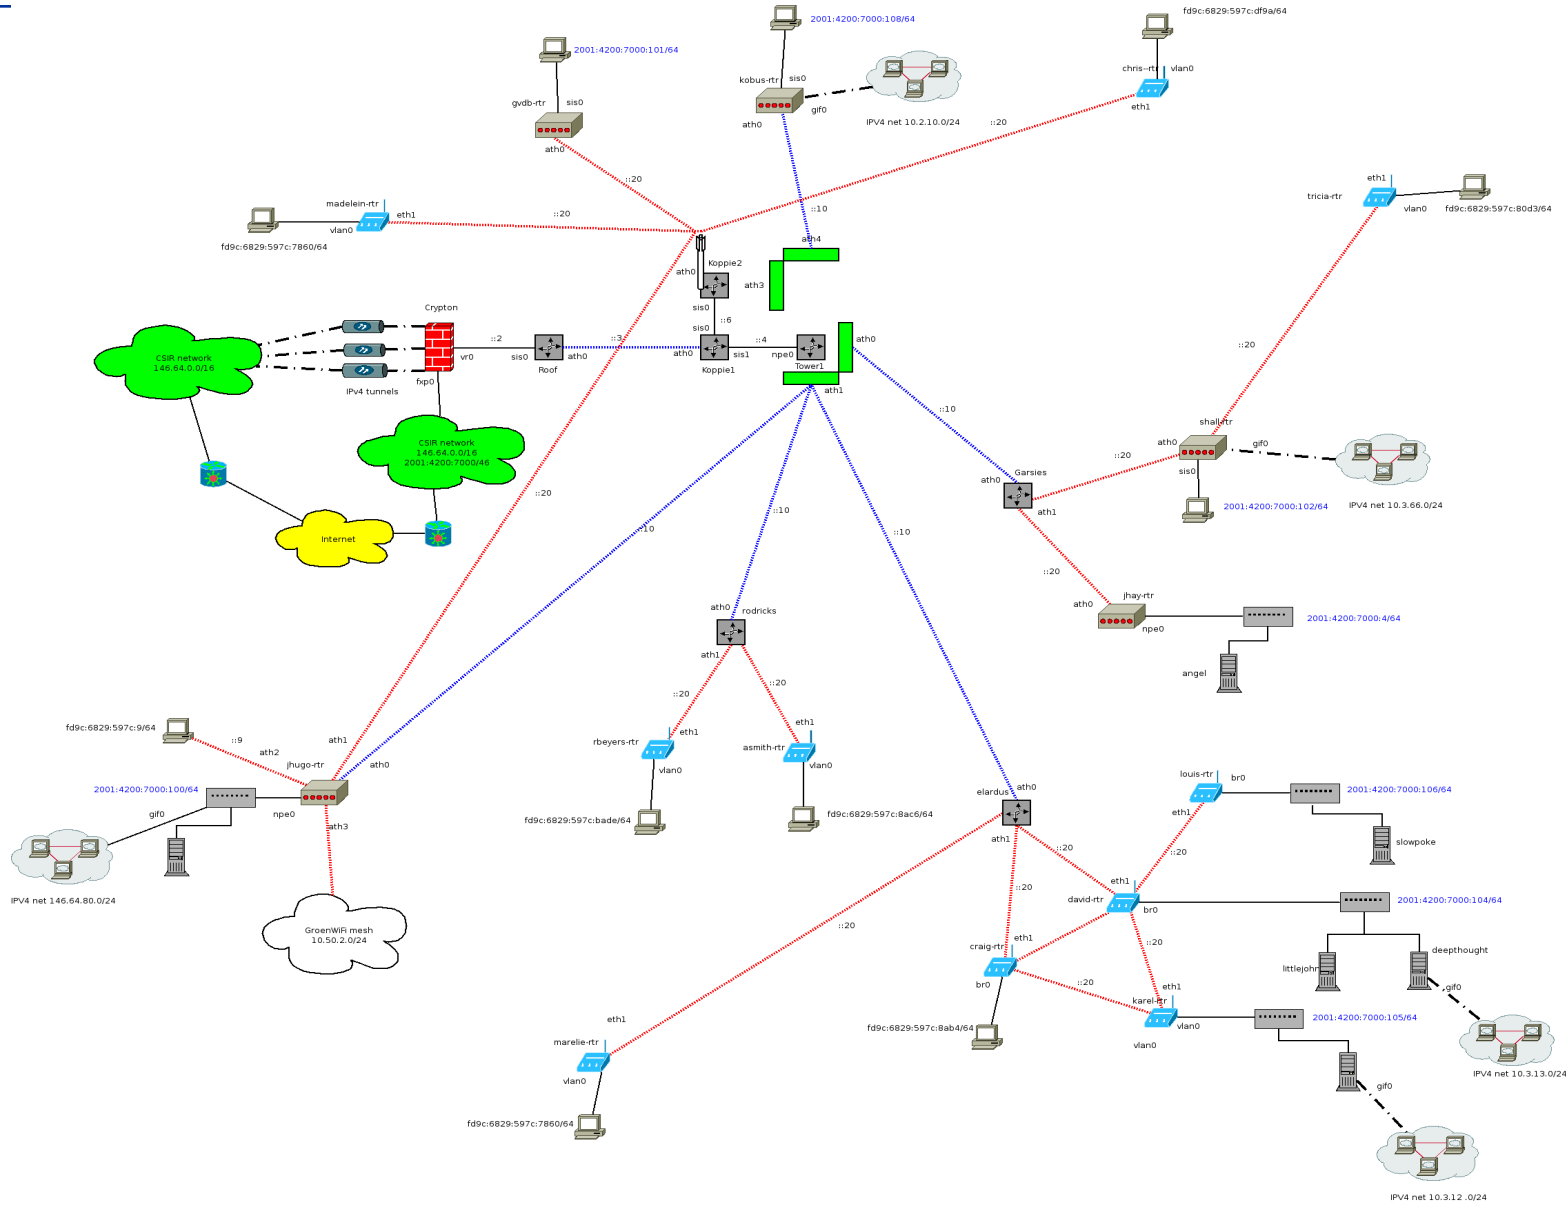 fd9c:6829:597c:df9a/64
2001:4200:7000:108/64
2001:4200:7000:101/64
chris--rtr
vlan0
kobus-rtr
sis0
gvdb-rtr
sis0
gif0
eth1
ath0
IPV4 net 10.2.10.0/24
::20
ath0
::20
eth1
tricia-rtr
vlan0
fd9c:6829:597c:80d3/64
madelein-rtr
eth1
::20
::10
vlan0
fd9c:6829:597c:7860/64
ath4
Koppie2
ath0
ath3
sis0
Crypton
::6
sis0
::2
::3
::4
ath0
CSIR network
146.64.0.0/16
vr0
sis0
ath0
ath0
sis1
npe0
Roof
Koppie1
Tower1
IPv4 tunnels
fxp0
ath1
::20
::10
shall-rtr
CSIR network
146.64.0.0/16
2001:4200:7000/46
ath0
gif0
::20
Garsies
sis0
ath0
::20
ath1
2001:4200:7000:102/64
IPV4 net 10.3.66.0/24
::10
::10
::10
Internet
::20
jhay-rtr
ath0
npe0
2001:4200:7000:4/64
ath0
rodricks
ath1
angel
::20
::20
fd9c:6829:597c:9/64
::9
ath2
ath1
jhugo-rtr
ath0
eth1
eth1
rbeyers-rtr
asmith-rtr
vlan0
vlan0
louis-rtr
br0
2001:4200:7000:100/64
2001:4200:7000:106/64
elardus
ath0
gif0
npe0
eth1
ath3
fd9c:6829:597c:bade/64
fd9c:6829:597c:8ac6/64
ath1
slowpoke
::20
::20
eth1
::20
IPV4 net 146.64.80.0/24
david-rtr
br0
2001:4200:7000:104/64
GroenWiFi mesh
10.50.2.0/24
::20
eth1
craig-rtr
::20
deepthought
littlejohn
br0
::20
eth1
gif0
karel-rtr
eth1
fd9c:6829:597c:8ab4/64
vlan0
2001:4200:7000:105/64
marelie-rtr
vlan0
vlan0
IPV4 net 10.3.13.0/24
gif0
fd9c:6829:597c:7860/64
IPV4 net 10.3.12 .0/24